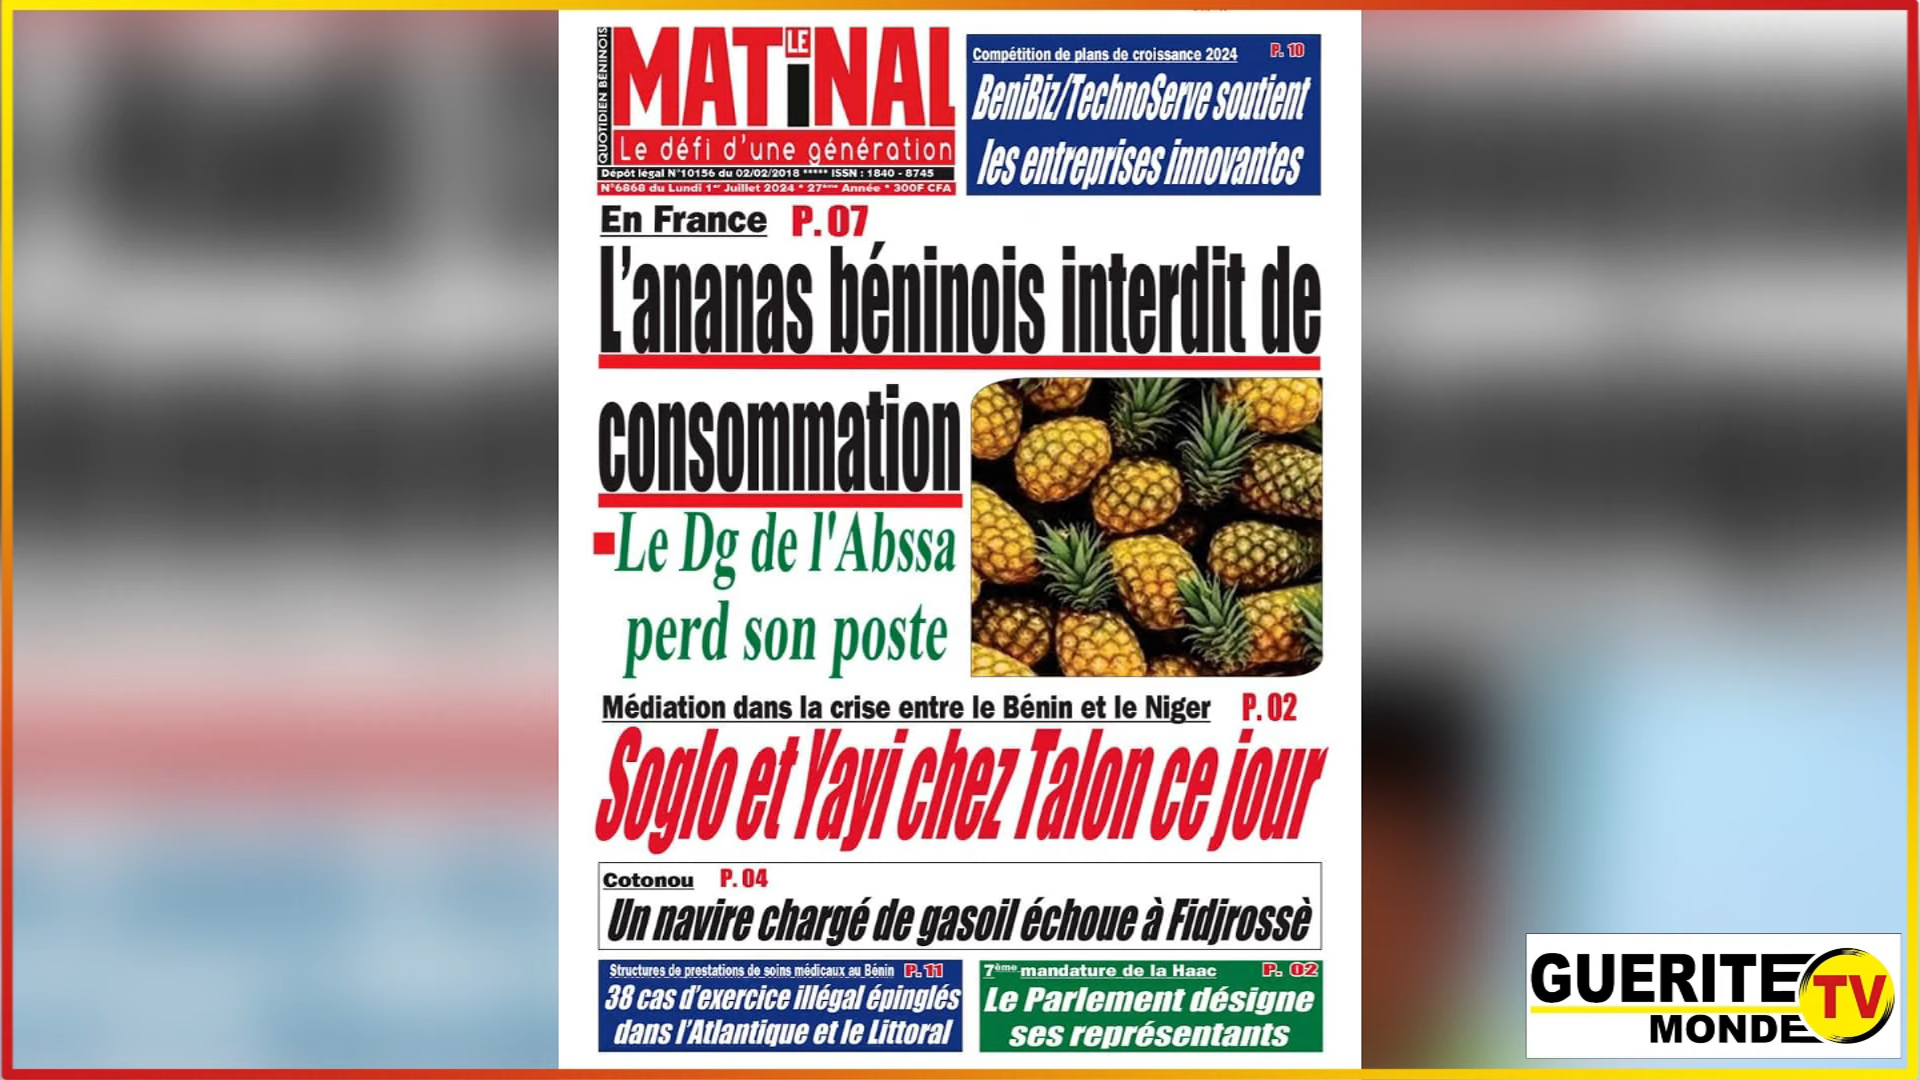 QUOTIDIEN BÉNINOIS
LE
MATiNAL
Le défi d'une génération
Dépôt légal N°10156 du 02/02/2018 ***** ISSN : 1840 - 8745
N°6868 du Lundi 1er Juillet 2024 * 27ème Année * 300F CFA
Compétition de plans de croissance 2024 P. 10
BeniBiz/TechnoServe soutient
les entreprises innovantes
En France P. 07
L'ananas béninois interdit de
consommation
Le Dg de l'Abssa
perd son poste
Médiation dans la crise entre le Bénin et le Niger P. 02
Soglo et Yayi chez Talon ce jour
Cotonou P. 04
Un navire chargé de gasoil échoue à Fidjrossè
Structures de prestations de soins médicaux au Bénin P. 11
38 cas d'exercice illégal épinglés
dans l'Atlantique et le Littoral
7ème mandature de la Haac P. 02
Le Parlement désigne
ses représentants
GUERITE
TV
MONDE